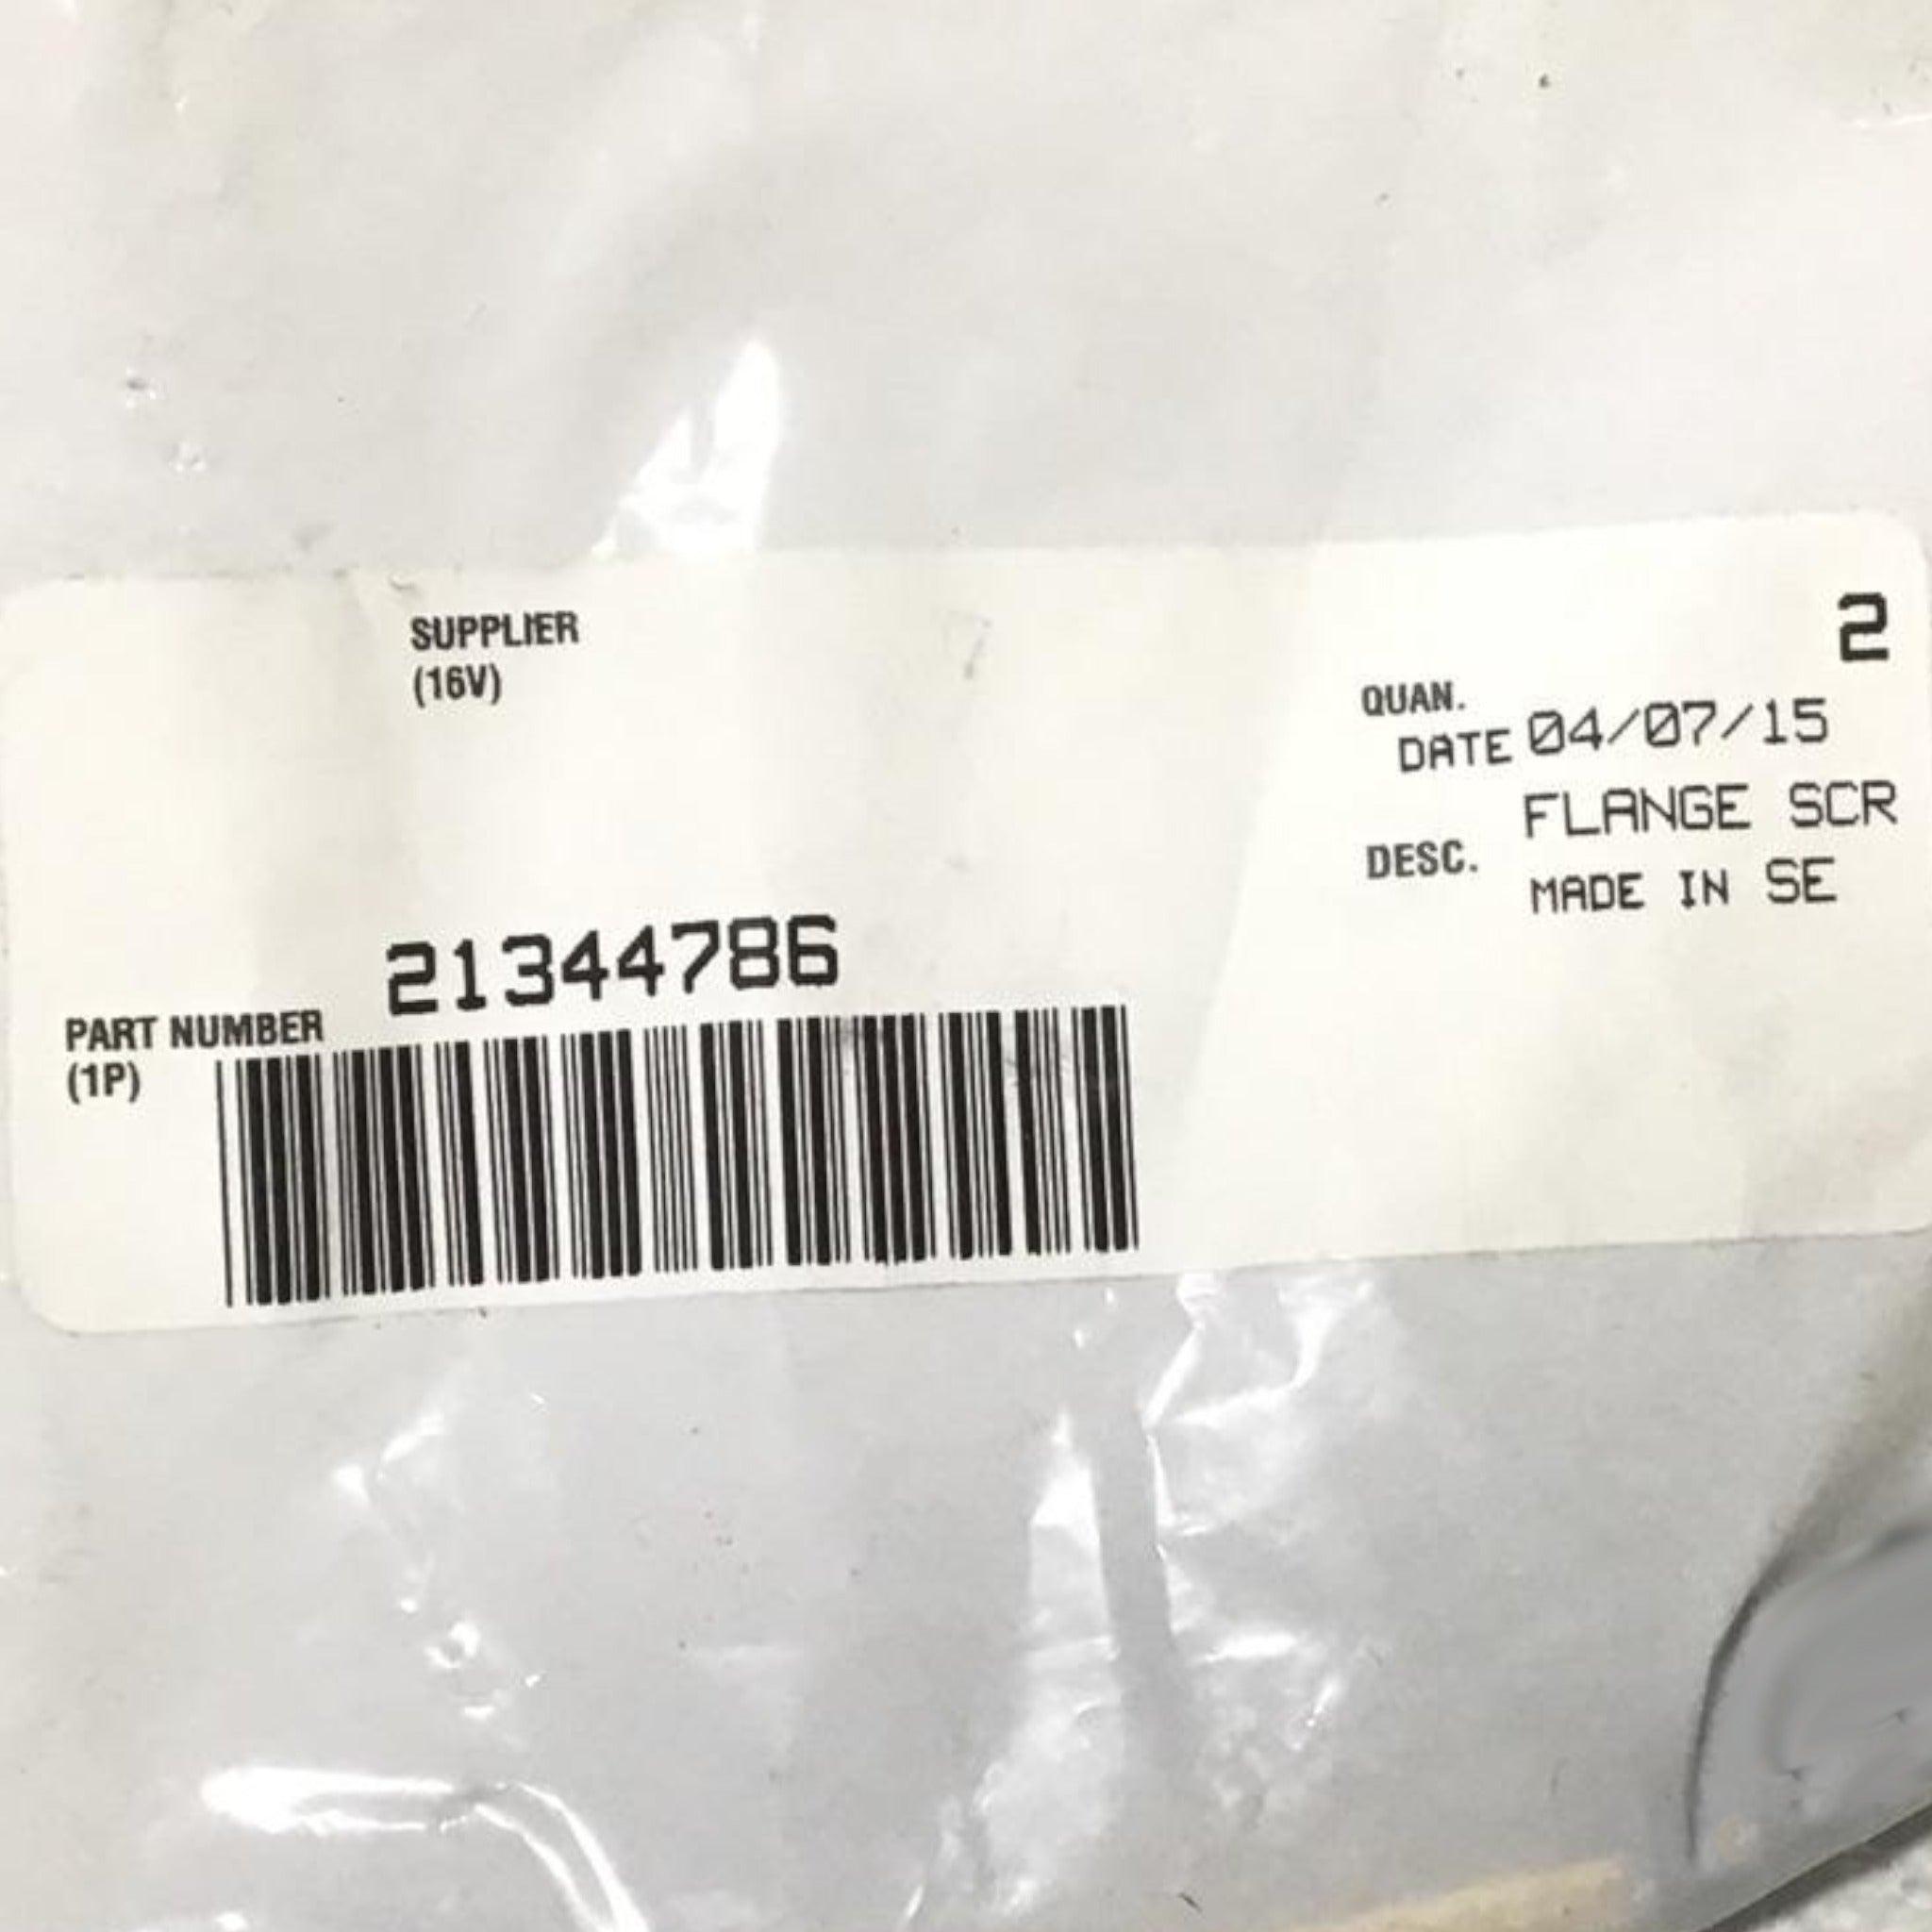 SUPPLIER
(16V)
2
QUAN.
DATE 04/07/15
FLANGE SCR
DESC.
MADE IN SE
21344786
PART NUMBER
(1P)